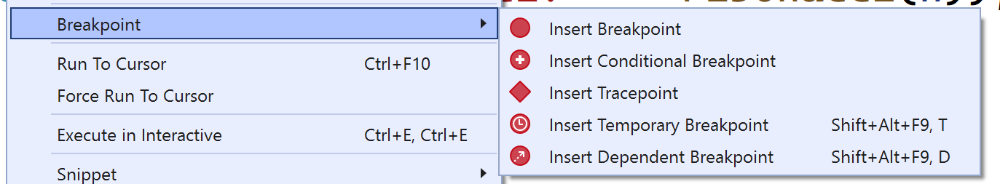 Breakpoint
Run To Cursor Ctrl+F10
Force Run To Cursor
Execute in Interactive Ctrl+E, Ctrl+E
Snippet
Insert Breakpoint
Insert Conditional Breakpoint
Insert Tracepoint
Insert Temporary Breakpoint Shift+Alt+F9, T
Insert Dependent Breakpoint Shift+Alt+F9, D